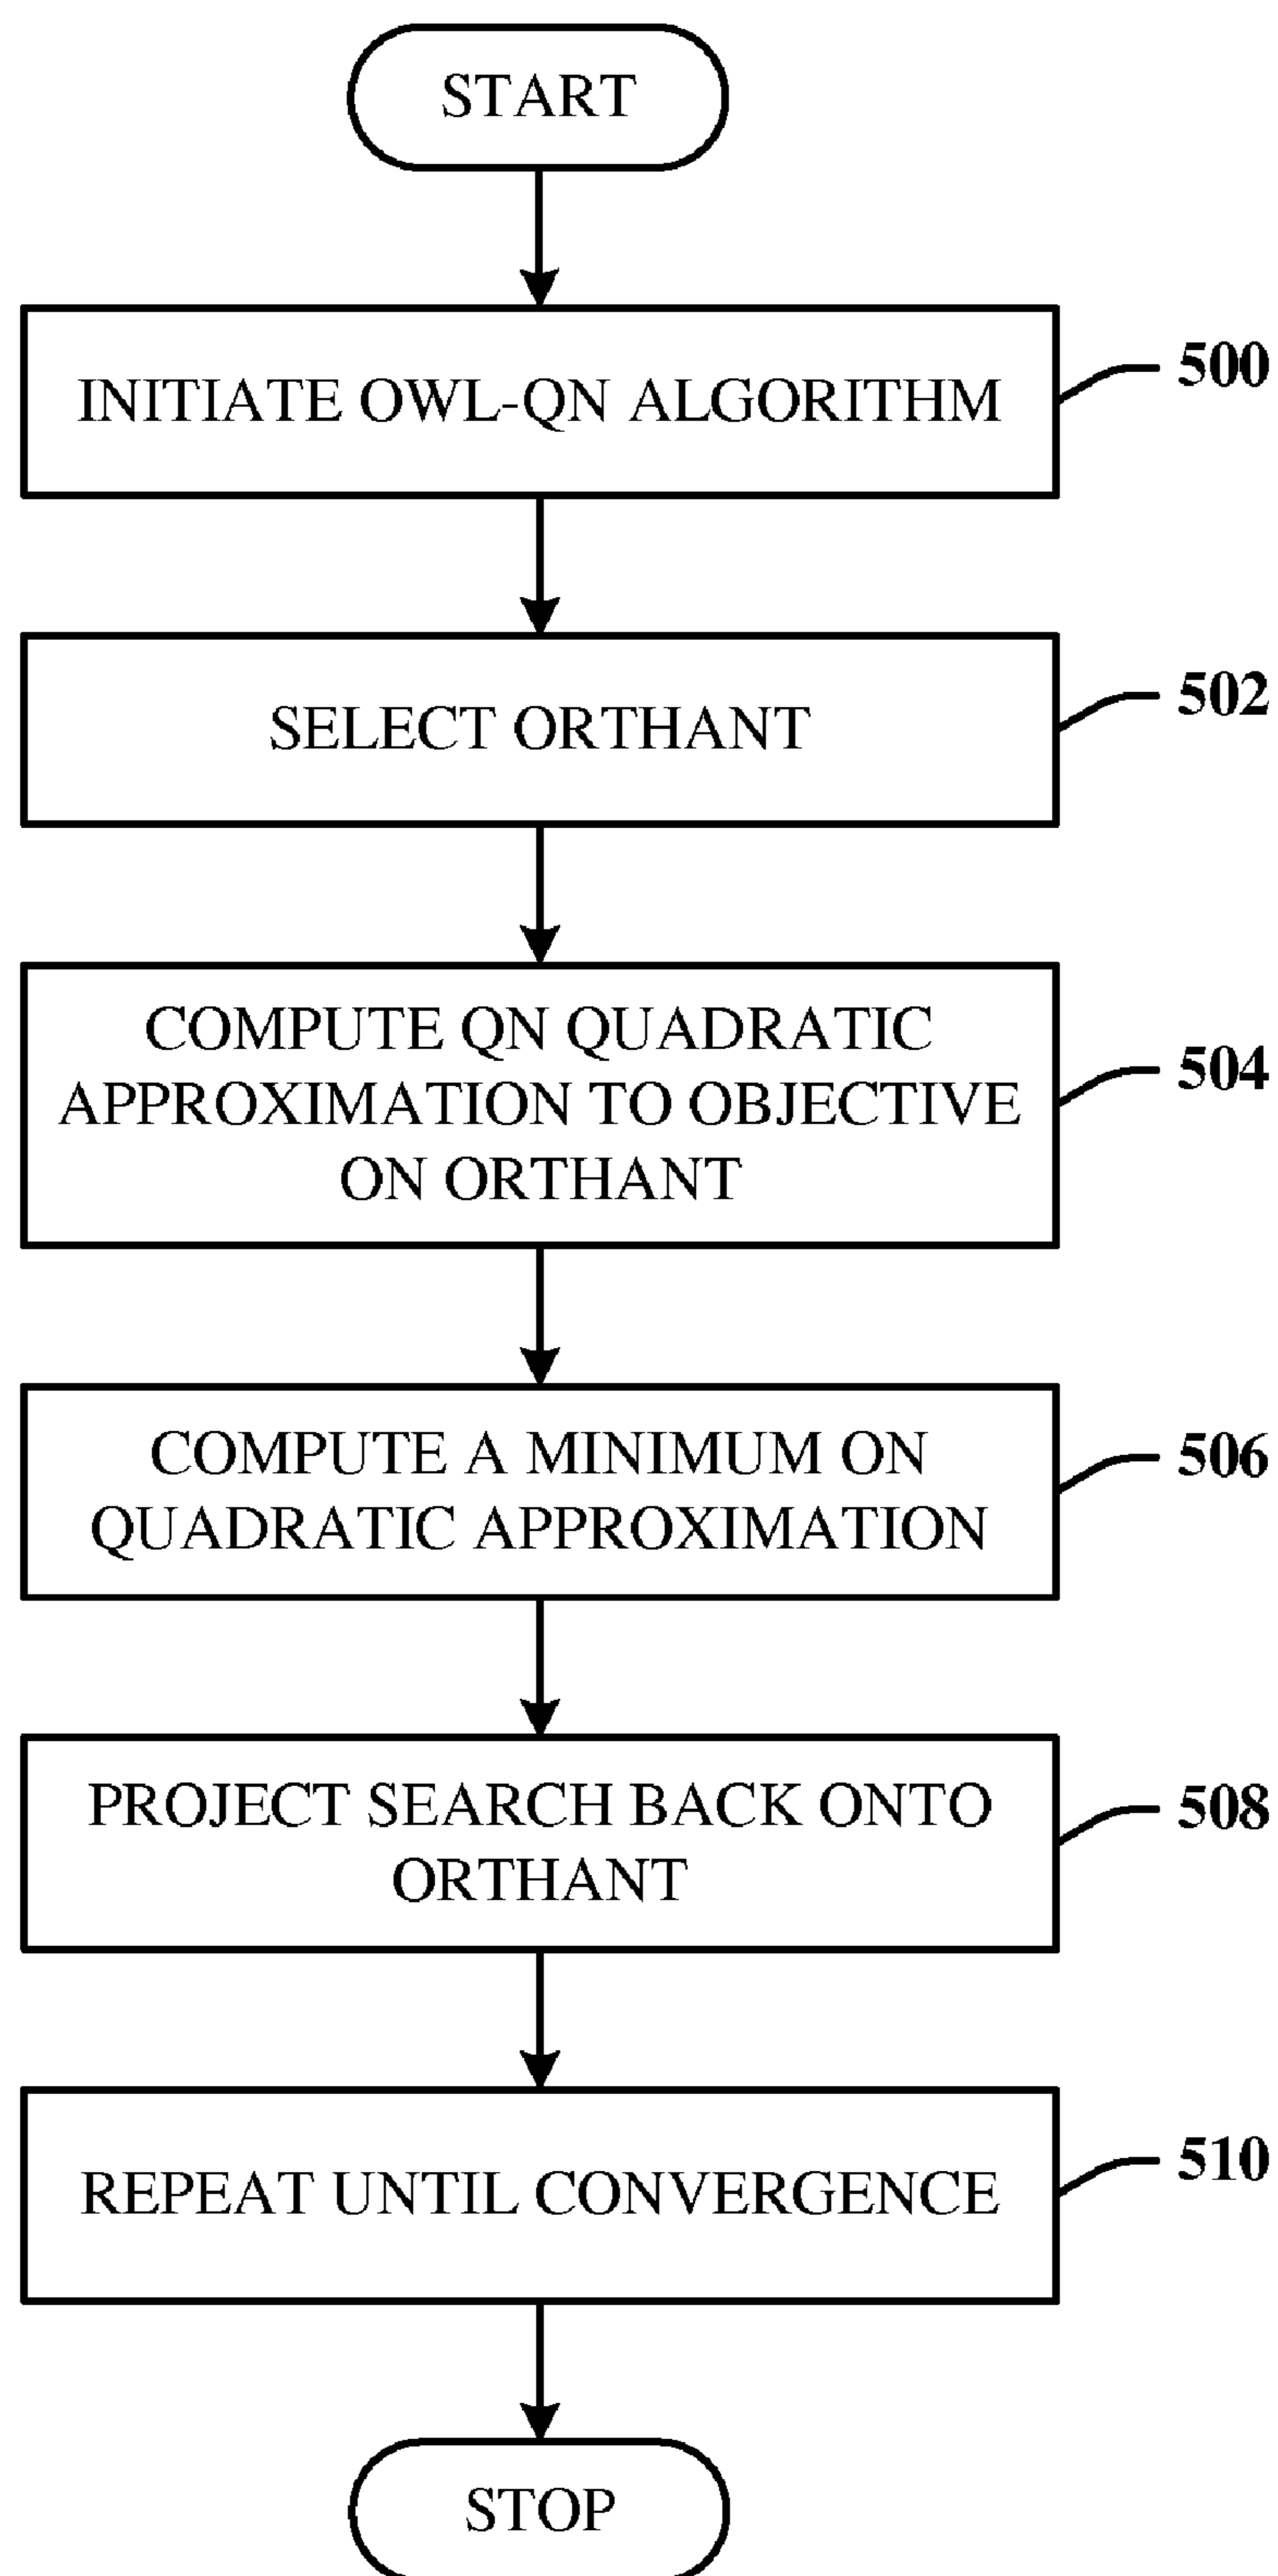 START
INITIATE OWL-QN ALGORITHM
500
SELECT ORTHANT
502
COMPUTE QN QUADRATIC
APPROXIMATION TO OBJECTIVE
ON ORTHANT
504
COMPUTE A MINIMUM ON
QUADRATIC APPROXIMATION
506
PROJECT SEARCH BACK ONTO
ORTHANT
508
REPEAT UNTIL CONVERGENCE
510
STOP